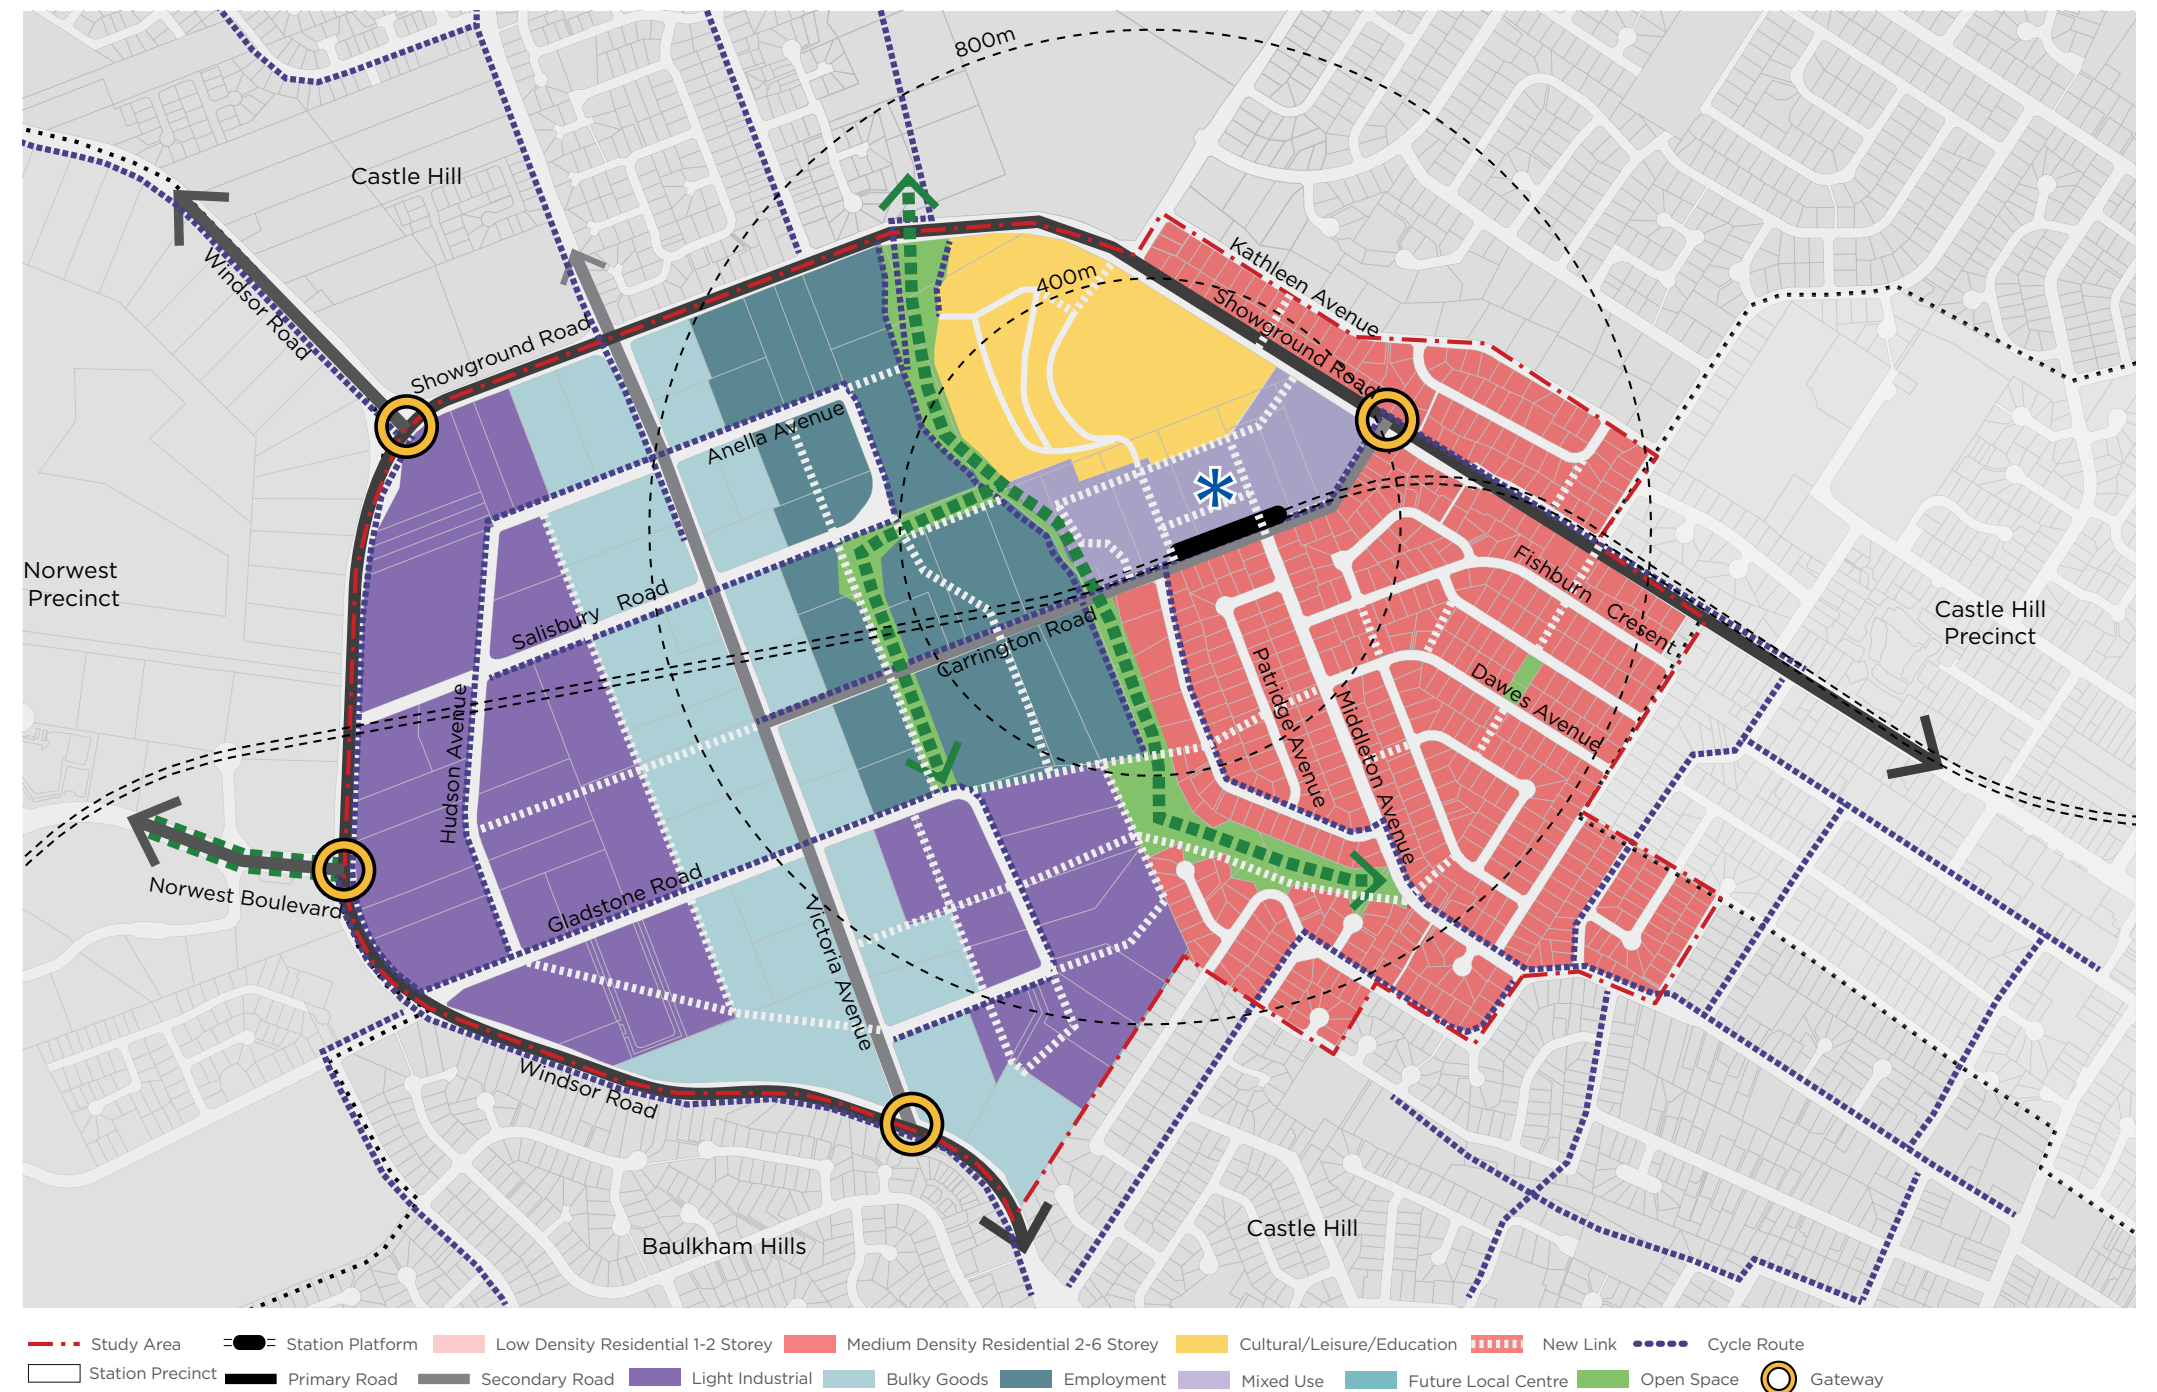 800m
Castle Hill
Kathleen Avenue
400m
Windsor Road
Showground Road
Showground Road
Anella Avenue
Norwest
Precinct
Fishburn Cresent
Castle Hill
Precinct
Salisbury Road
Carrington Road
Patridge Avenue
Dawes Avenue
Middleton Avenue
Hudson Avenue
Norwest Boulevard
Gladstone Road
Victoria Avenue
Windsor Road
Baulkham Hills
Castle Hill
Study Area
Station Platform
Low Density Residential 1-2 Storey
Medium Density Residential 2-6 Storey
Cultural/Leisure/Education
New Link
Cycle Route
Station Precinct
Primary Road
Secondary Road
Light Industrial
Bulky Goods
Employment
Mixed Use
Future Local Centre
Open Space
Gateway